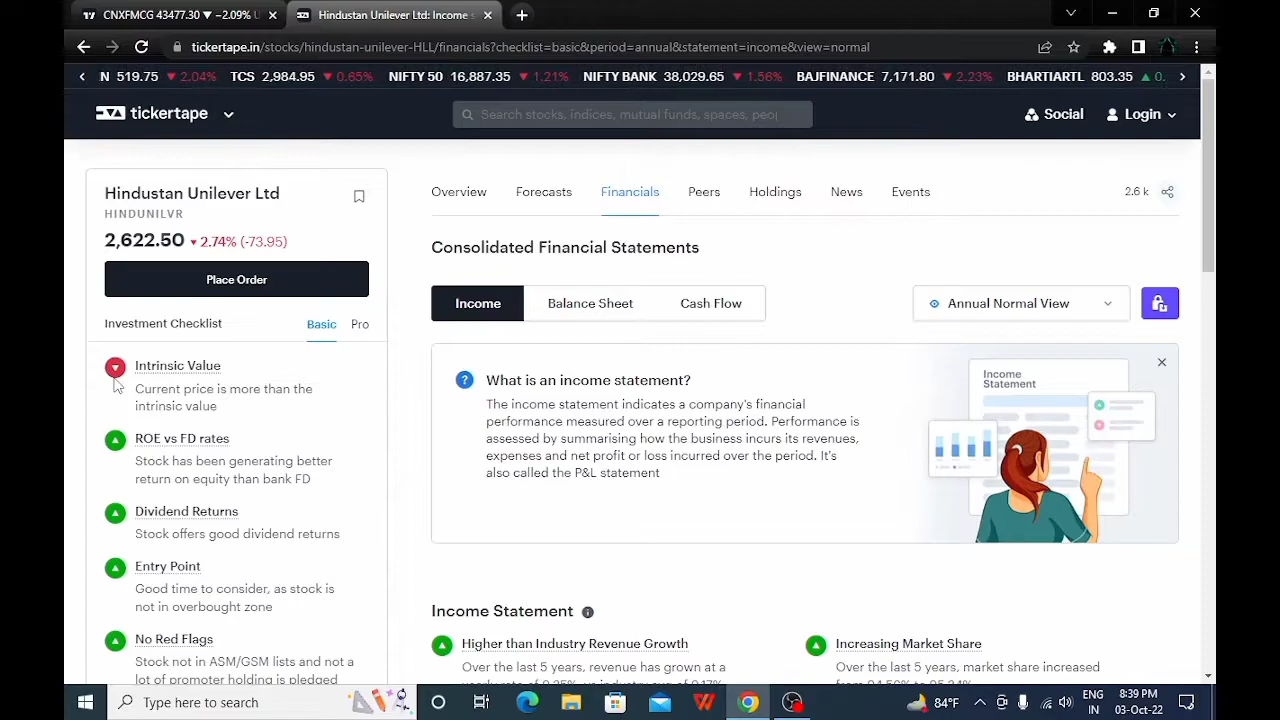 CNXFMCG 43477.30 ▼ −2.09% U
Hindustan Unilever Ltd: Income s
tickertape.in/stocks/hindustan-unilever-HLL/financials?checklist=basic&period=annual&statement=income&view=normal
N 519.75 ▼ 2.04% TCS 2,984.95 ▼ 0.65% NIFTY 50 16,887.35 ▼ 1.21% NIFTY BANK 38,029.65 ▼ 1.56% BAJFINANCE 7,171.80 ▼ 2.23% BHARTIARTL 803.35 ▲ 0.
tickertape
Search stocks, indices, mutual funds, spaces, peo
Social
Login
Hindustan Unilever Ltd
HINDUNILVR
2,622.50 ▼ 2.74% (-73.95)
Place Order
Investment Checklist Basic Pro
Intrinsic Value
Current price is more than the
intrinsic value
ROE vs FD rates
Stock has been generating better
return on equity than bank FD
Dividend Returns
Stock offers good dividend returns
Entry Point
Good time to consider, as stock is
not in overbought zone
No Red Flags
Stock not in ASM/GSM lists and not a
lot of promoter holding is pledged
Overview Forecasts Financials Peers Holdings News Events 2.6 k
Consolidated Financial Statements
Income Balance Sheet Cash Flow Annual Normal View
What is an income statement?
The income statement indicates a company's financial
performance measured over a reporting period. Performance is
assessed by summarising how the business incurs its revenues,
expenses and net profit or loss incurred over the period. It's
also called the P&L statement
Income
Statement
Income Statement
Higher than Industry Revenue Growth
Over the last 5 years, revenue has grown at a
Increasing Market Share
Over the last 5 years, market share increased
Type here to search
84°F
ENG
IN
8:39 PM
03-Oct-22